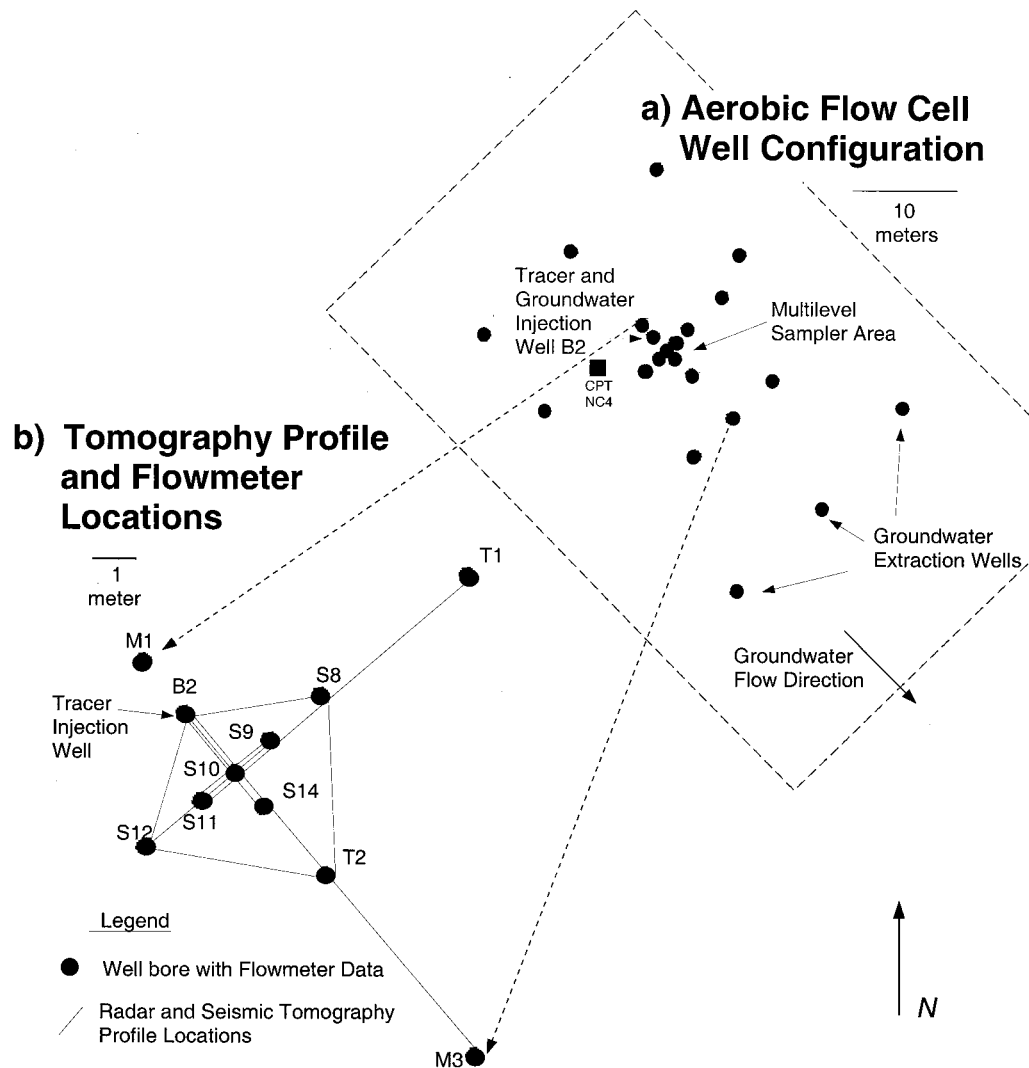 a) Aerobic Flow Cell
Well Configuration
10
meters
Tracer and
Groundwater
Injection
Well B2
Multilevel
Sampler Area
CPT
NC4
b) Tomography Profile
and Flowmeter
Locations
1
meter
Groundwater
Extraction Wells
Groundwater
Flow Direction
T1
M1
B2
S8
Tracer
Injection
Well
S9
S10
S14
S11
S12
T2
Legend
Well bore with Flowmeter Data
Radar and Seismic Tomography
Profile Locations
M3
N